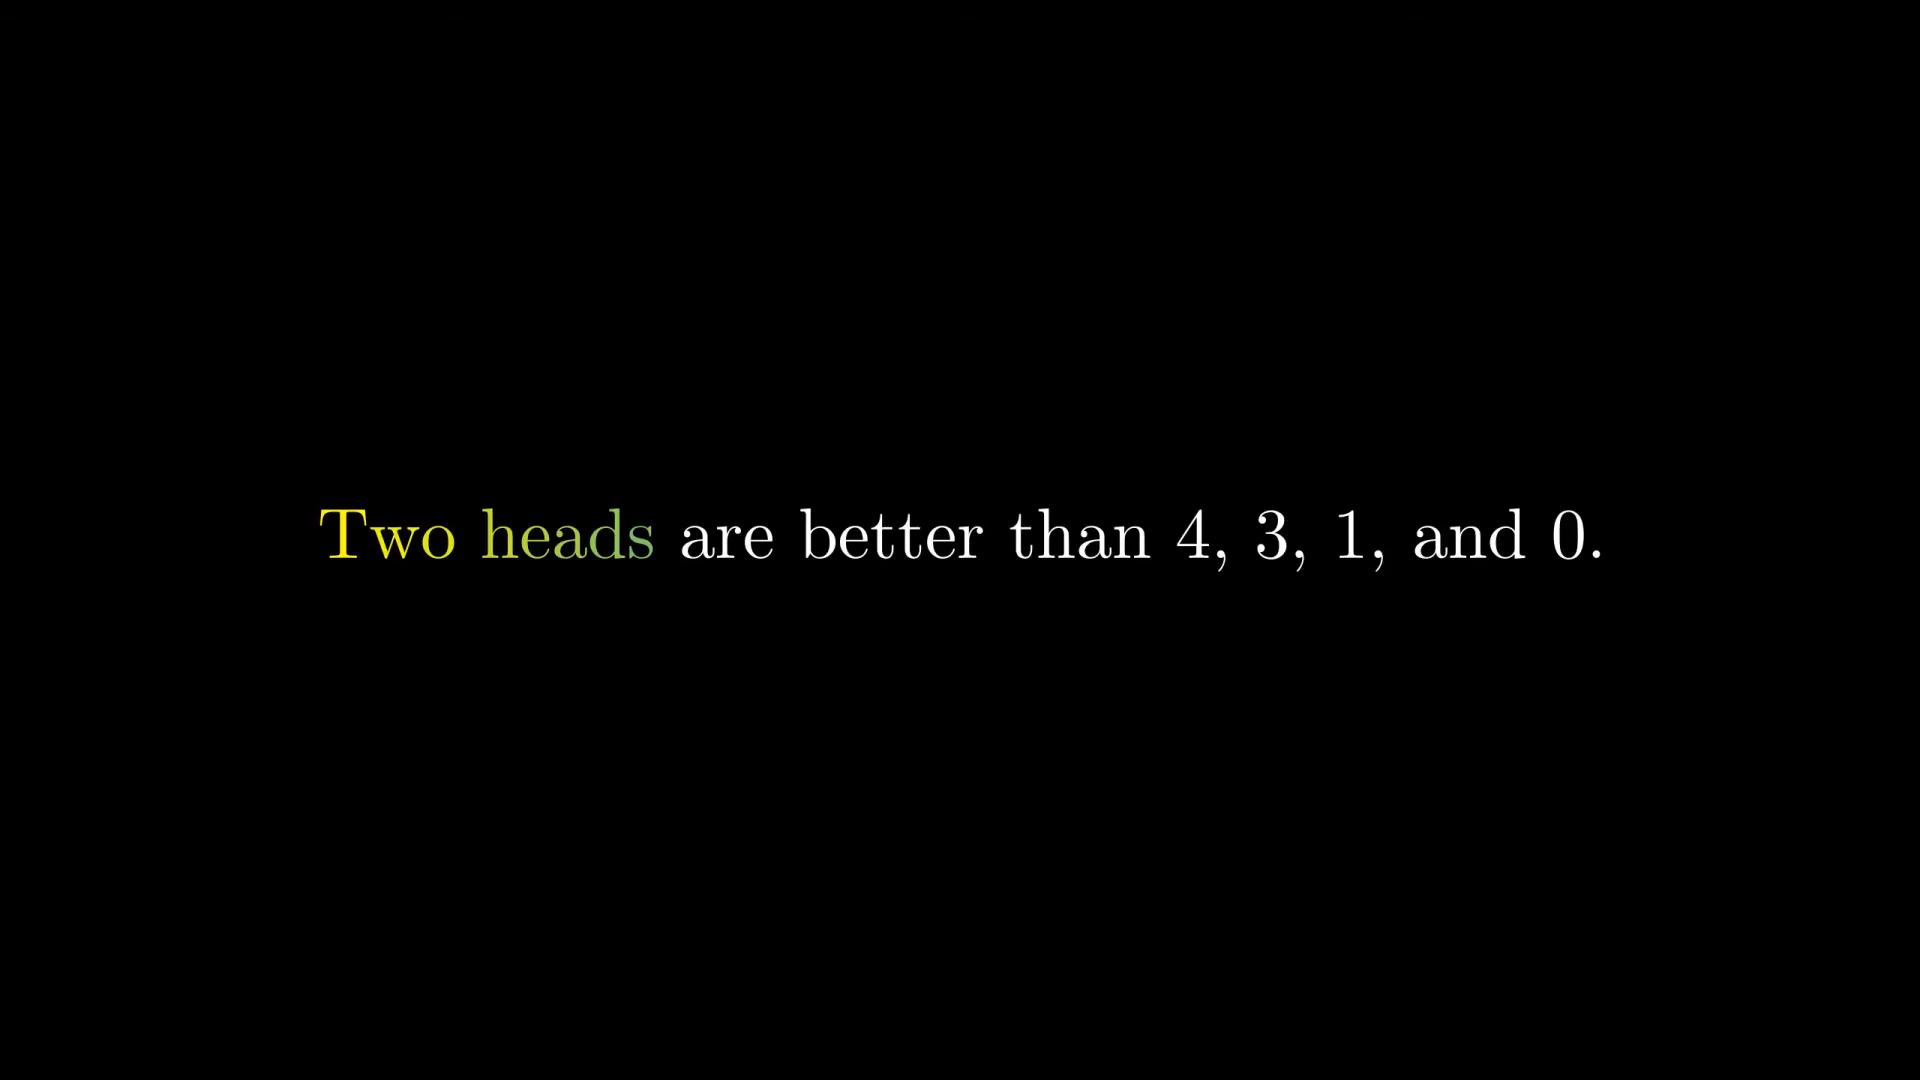 Two heads are better than 4, 3, 1, and 0.